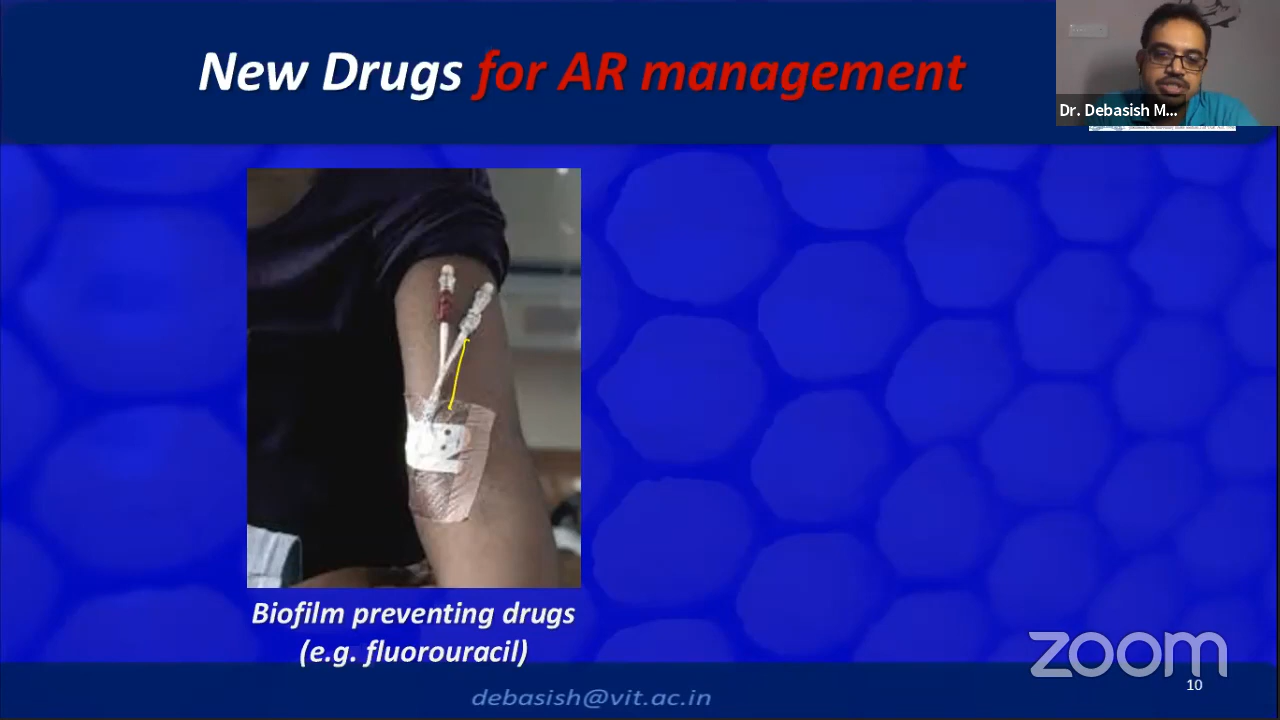 New Drugs for AR management
Dr. Debasish M...
Biofilm preventing drugs
(e.g. fluorouracil)
zoom
10
debasish@vit.ac.in